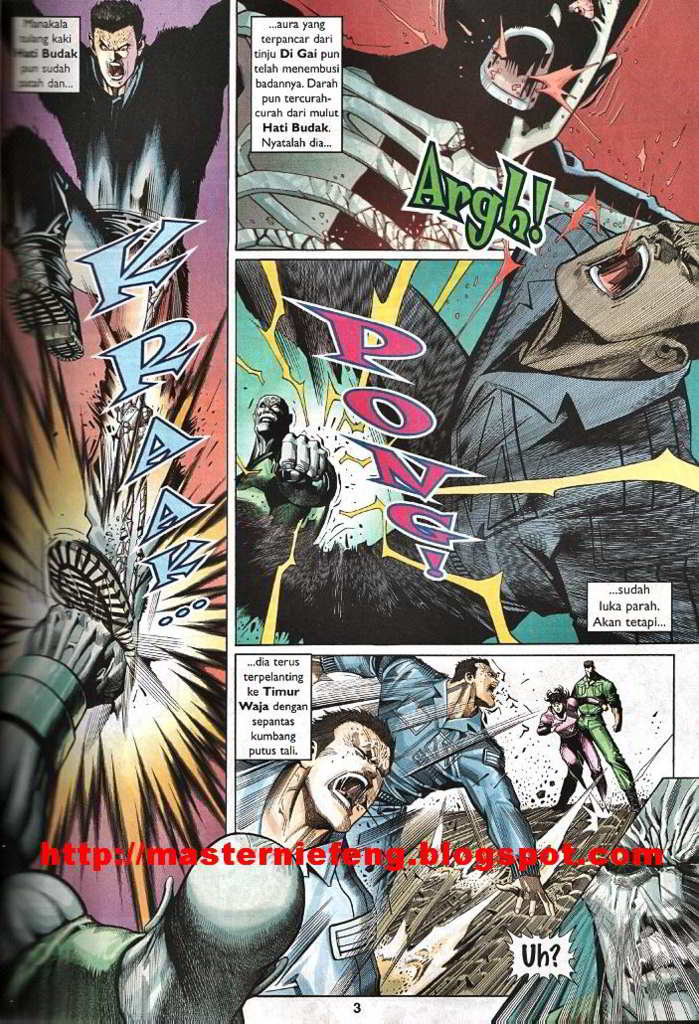 Manakala
tulang kaki
Hati Budak
pun sudah
patah dan...
KRAAK...
...aura yang
terpancar dari
tinju Di Gai pun
telah menembusi
badannya. Darah
pun tercurah-
curah dari mulut
Hati Budak.
Nyatalah dia...
Argh!
PONG!
...sudah
luka parah.
Akan tetapi...
...dia terus
terpelanting
ke Timur
Waja dengan
sepantas
kumbang
putus tali.
http://masterniefeng.blogspot.com
Uh?
3